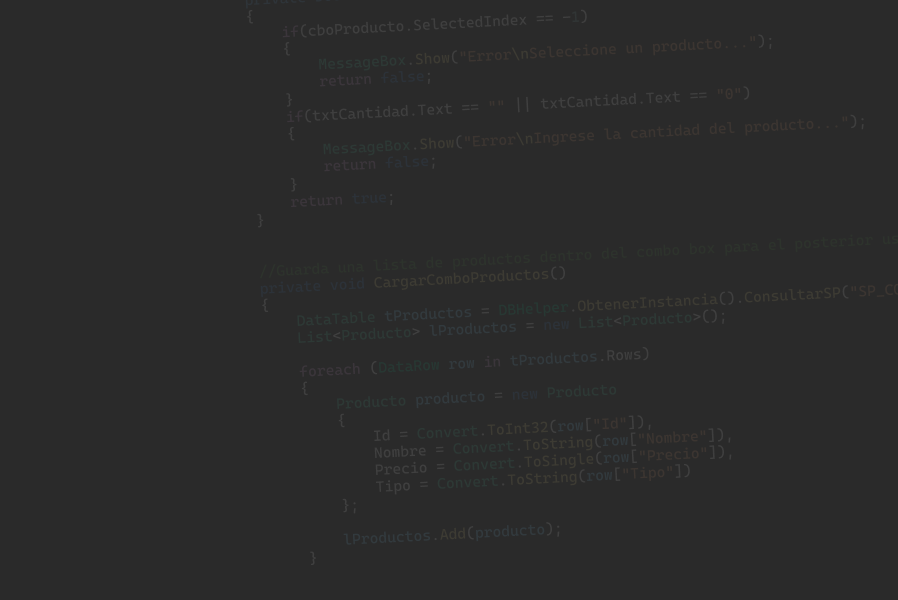 {
if(cboProducto.SelectedIndex == -1)
{
MessageBox.Show("Error\nSeleccione un producto...");
return false;
}
if(txtCantidad.Text == "" || txtCantidad.Text == "0")
{
MessageBox.Show("Error\nIngrese la cantidad del producto...");
return false;
}
return true;
}
//Guarda una lista de productos dentro del combo box para el posterior
private void CargarComboProductos()
{
DataTable tProductos = DBHelper.ObtenerInstancia().ConsultarSP("SP_CO
List<Producto> lProductos = new List<Producto>();
foreach (DataRow row in tProductos.Rows)
{
Producto producto = new Producto
{
Id = Convert.ToInt32(row["Id"]),
Nombre = Convert.ToString(row["Nombre"]),
Precio = Convert.ToSingle(row["Precio"]),
Tipo = Convert.ToString(row["Tipo"])
};
lProductos.Add(producto);
}